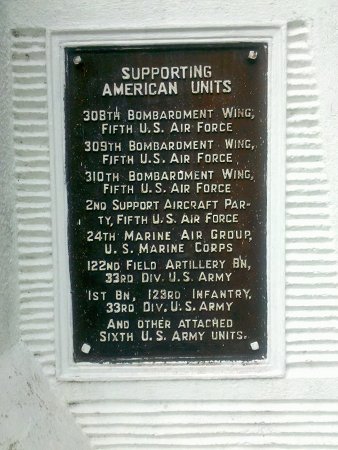 SUPPORTING
AMERICAN UNITS
308TH BOMBARDMENT WING,
FIFTH U.S. AIR FORCE
309TH BOMBARDMENT WING,
FIFTH U.S. AIR FORCE
310TH BOMBARDMENT WING,
FIFTH U.S. AIR FORCE
2ND SUPPORT AIRCRAFT PAR-
TY, FIFTH U.S. AIR FORCE
24TH MARINE AIR GROUP,
U.S. MARINE CORPS
122ND FIELD ARTILLERY BN,
33RD DIV. U.S. ARMY
1ST BN, 123RD INFANTRY,
33RD DIV. U.S. ARMY
AND OTHER ATTACHED
SIXTH U.S. ARMY UNITS.